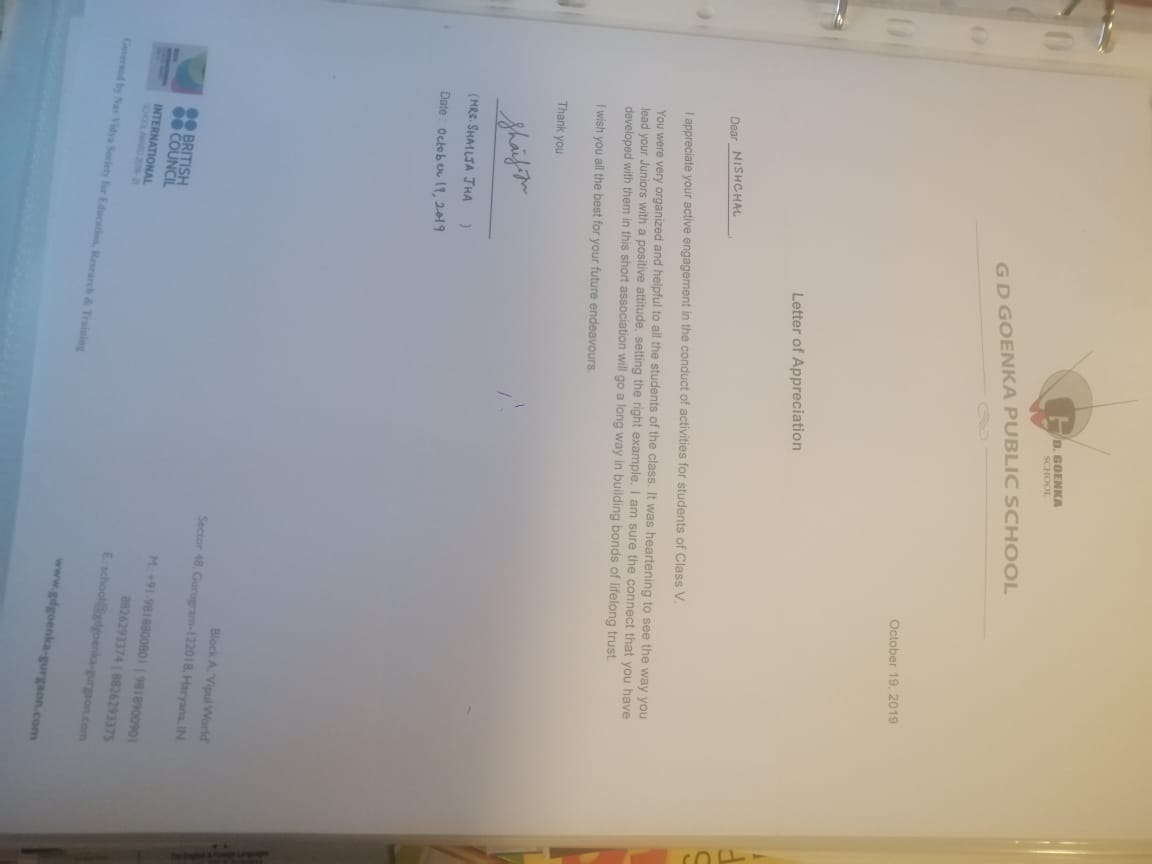 G D. GOENKA
SCHOOL
G D GOENKA PUBLIC SCHOOL
October 19, 2019
Letter of Appreciation
Dear NISHCHAL,
I appreciate your active engagement in the conduct of activities for students of Class V.
You were very organized and helpful to all the students of the class. It was heartening to see the way you
lead your Juniors with a positive attitude, setting the right example. I am sure the connect that you have
developed with them in this short association will go a long way in building bonds of lifelong trust.
I wish you all the best for your future endeavours.
Thank you
(MRS. SHAILJA JHA )
Date : October 19, 2019
Block A, 'Vipul World'
Sector 48, Gurugram-122018, Haryana, IN.
M.: +91-9818800801 | 9818900901
8826293374 | 8826293375
E.: school@gdgoenka-gurgaon.com
www.gdgoenka-gurgaon.com
BRITISH
COUNCIL
INTERNATIONAL
Governed by Nav Vidya Society for Education, Research & Training